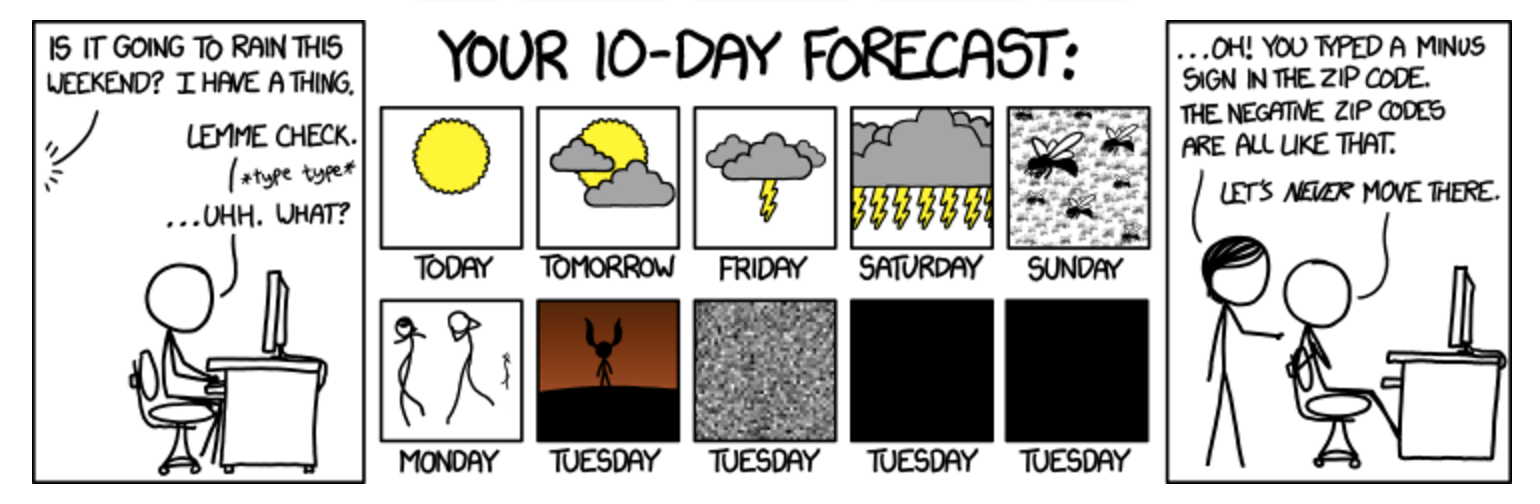 IS IT GOING TO RAIN THIS
WEEKEND? I HAVE A THING.
LEMME CHECK.
*type type*
...UHH. WHAT?
YOUR 10-DAY FORECAST:
TODAY
TOMORROW
FRIDAY
SATURDAY
SUNDAY
MONDAY
TUESDAY
TUESDAY
TUESDAY
TUESDAY
...OH! YOU TYPED A MINUS
SIGN IN THE ZIP CODE.
THE NEGATIVE ZIP CODES
ARE ALL LIKE THAT.
LET'S NEVER MOVE THERE.